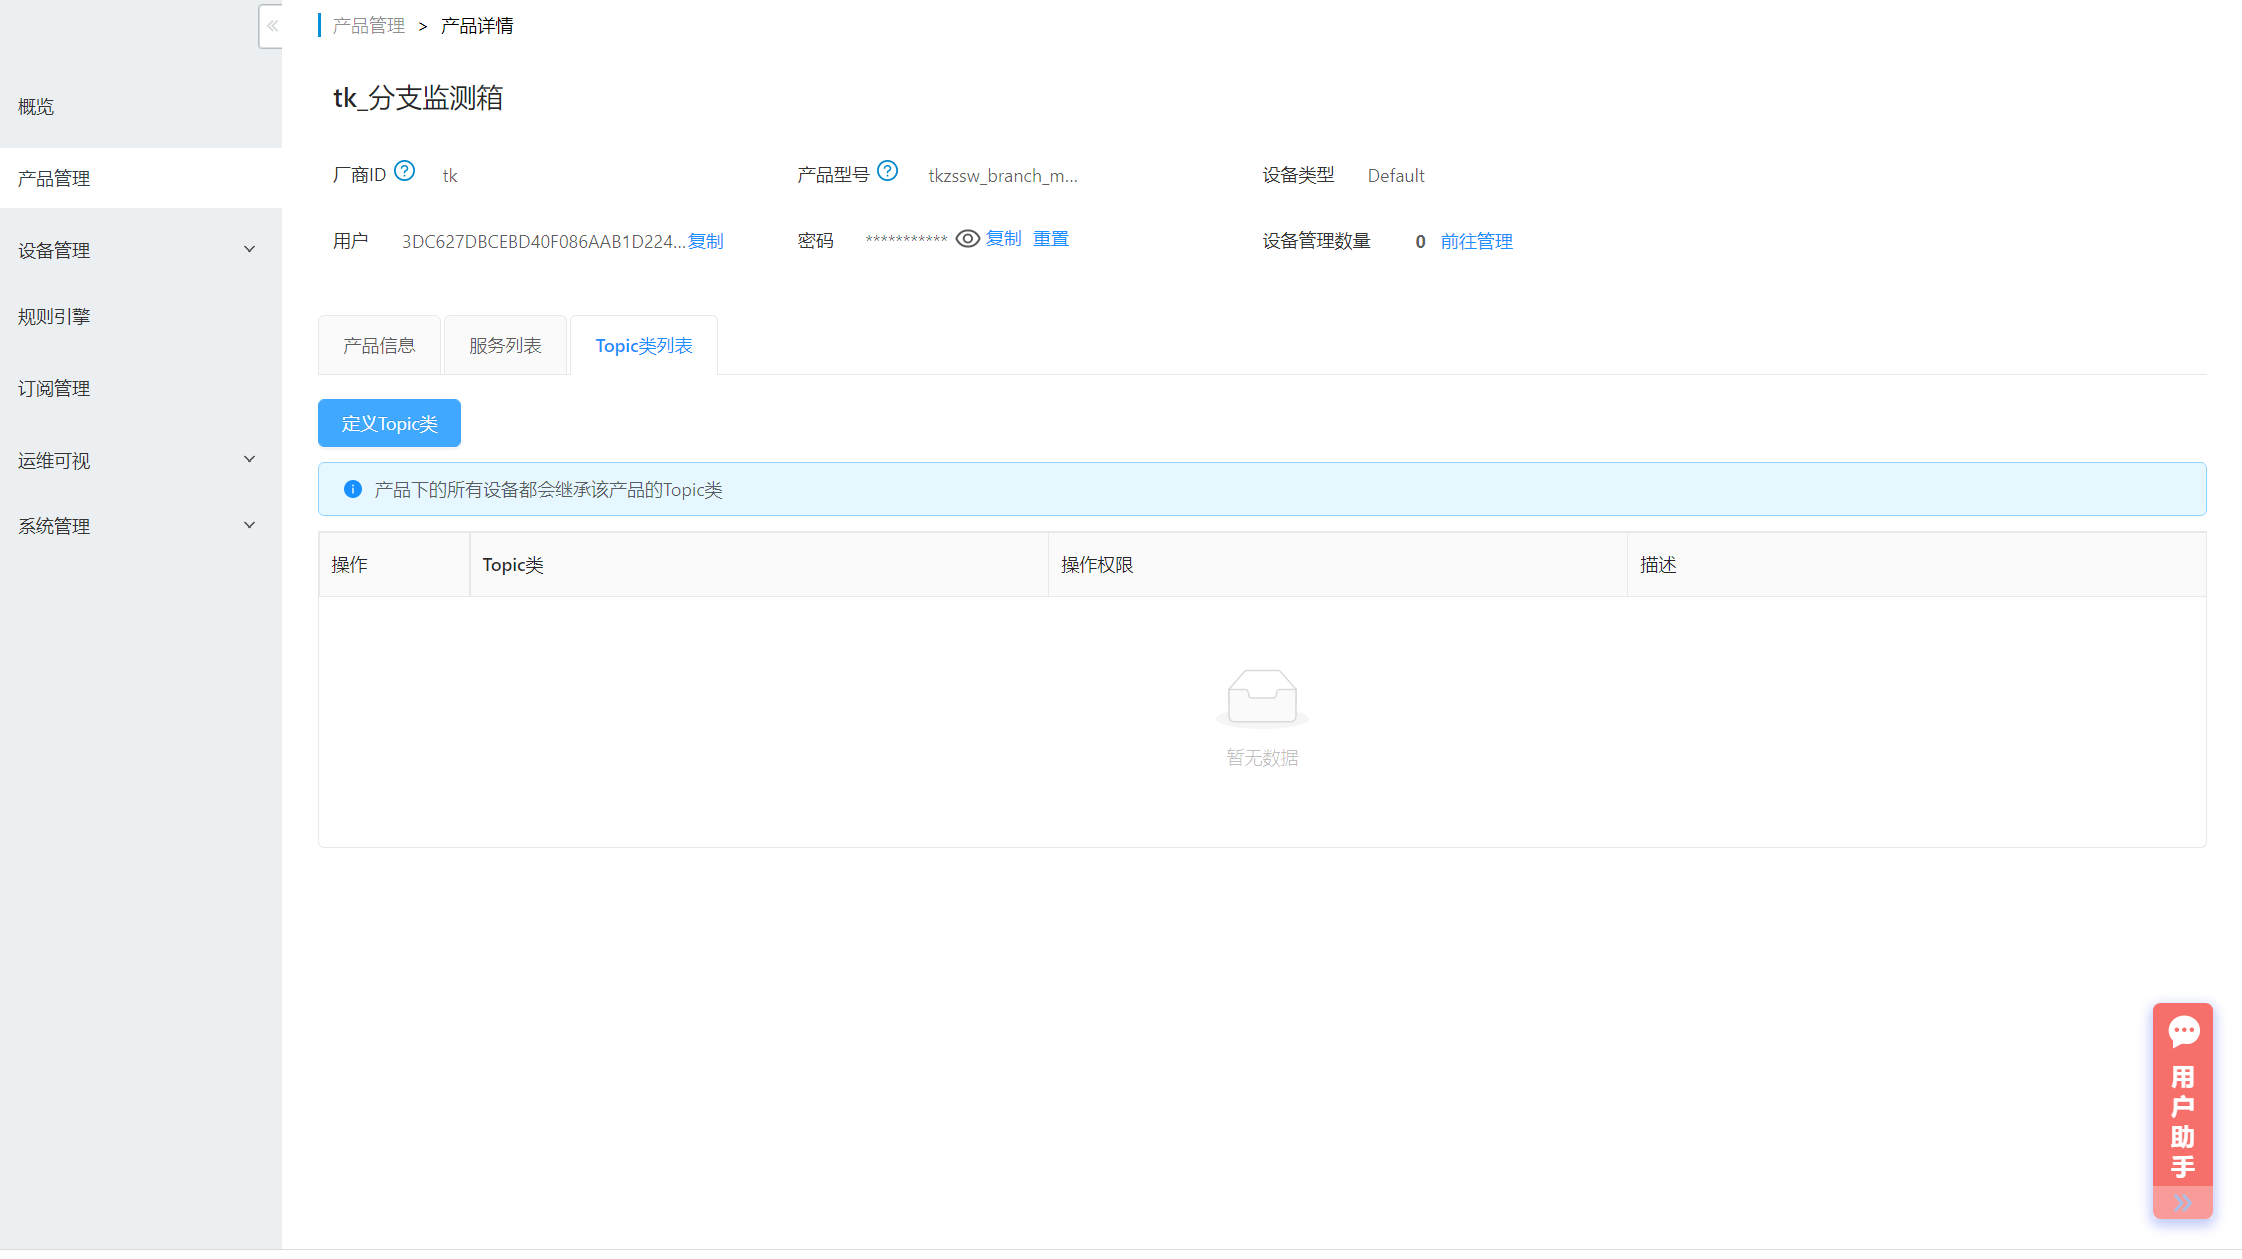 产品管理 > 产品详情
概览
产品管理
设备管理
规则引擎
订阅管理
运维可视
系统管理
tk_分支监测箱
厂商ID tk 产品型号 tkzssw_branch_m... 设备类型 Default
用户 3DC627DBCEBD40F086AAB1D224...复制 密码 *********** 复制 重置 设备管理数量 0 前往管理
产品信息 服务列表 Topic类列表
定义Topic类
产品下的所有设备都会继承该产品的Topic类
操作 Topic类 操作权限 描述
暂无数据
用户助手